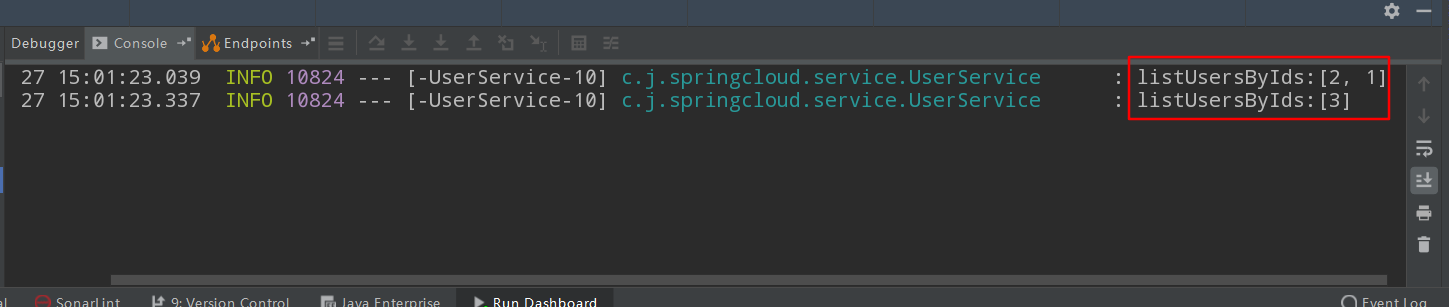 Debugger Console Endpoints
27 15:01:23.039 INFO 10824 --- [-UserService-10] c.j.springcloud.service.UserService : listUsersByIds:[2, 1]
27 15:01:23.337 INFO 10824 --- [-UserService-10] c.j.springcloud.service.UserService : listUsersByIds:[3]
al SonarLint 9: Version Control Java Enterprise Run Dashboard Event Log